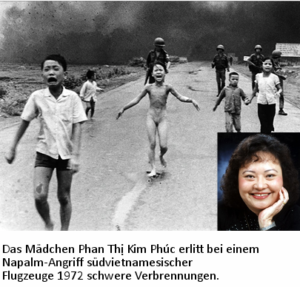 Das Mädchen Phan Thị Kim Phúc erlitt bei einem
Napalm-Angriff südvietnamesischer
Flugzeuge 1972 schwere Verbrennungen.